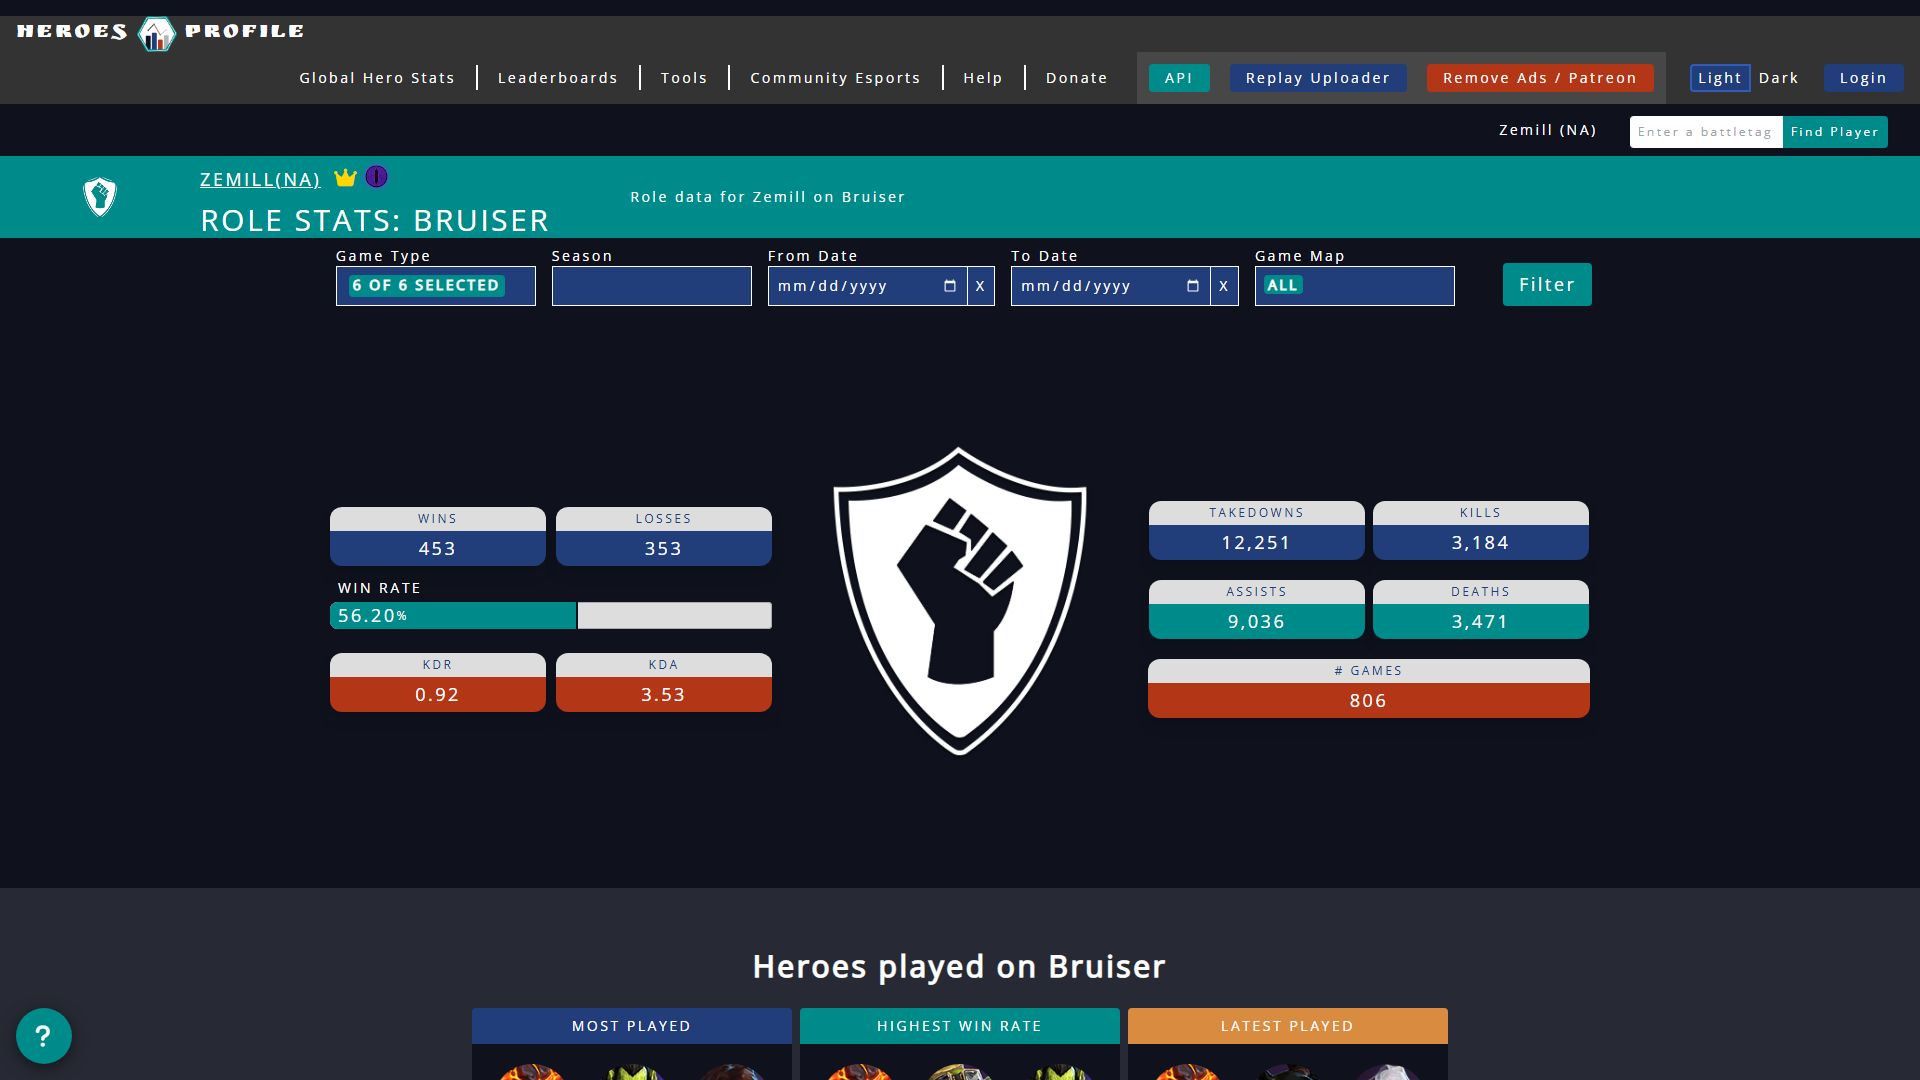 HEROES PROFILE
Global Hero Stats
Leaderboards
Tools
Community Esports
Help
Donate
API
Replay Uploader
Remove Ads / Patreon
Light
Dark
Login
Zemill (NA)
Enter a battletag
Find Player
ZEMILL(NA)
ROLE STATS: BRUISER
Role data for Zemill on Bruiser
Game Type
6 OF 6 SELECTED
Season
From Date
mm/dd/yyyy
X
To Date
mm/dd/yyyy
X
Game Map
ALL
Filter
WINS
453
LOSSES
353
WIN RATE
56.20%
KDR
0.92
KDA
3.53
TAKEDOWNS
12,251
KILLS
3,184
ASSISTS
9,036
DEATHS
3,471
# GAMES
806
Heroes played on Bruiser
MOST PLAYED
HIGHEST WIN RATE
LATEST PLAYED
?